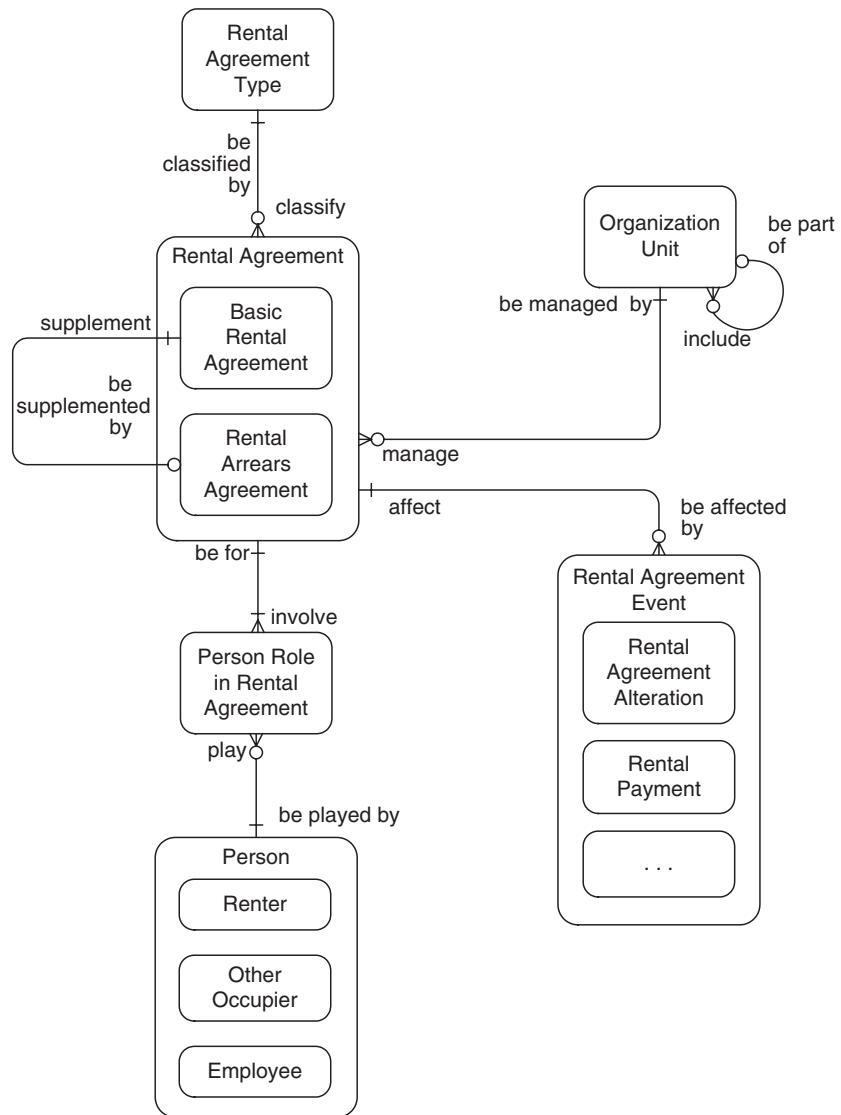 Rental
Agreement
Type
be
classified
by
classify
Rental Agreement
Basic
Rental
Agreement
supplement
be
supplemented
by
Rental
Arrears
Agreement
Organization
Unit
be part
of
be managed by
include
manage
affect
be affected
by
Rental Agreement
Event
Rental
Agreement
Alteration
Rental
Payment
. . .
be for
involve
Person Role
in Rental
Agreement
play
be played by
Person
Renter
Other
Occupier
Employee